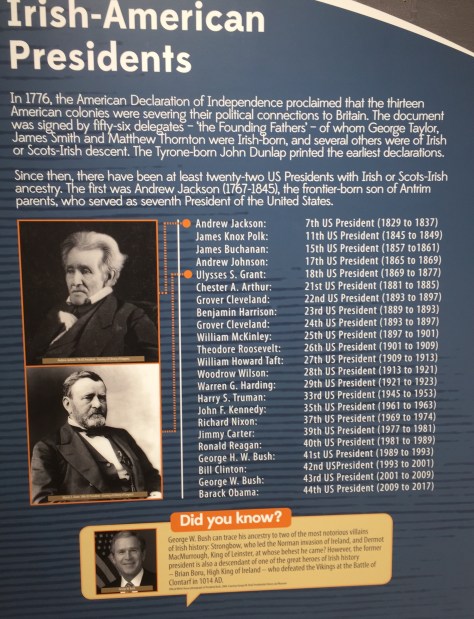 Irish-American
Presidents
In 1776, the American Declaration of Independence proclaimed that the thirteen
American colonies were severing their political connections to Britain. The document
was signed by fifty-six delegates – 'the Founding Fathers' – of whom George Taylor,
James Smith and Matthew Thornton were Irish-born, and several others were of Irish
or Scots-Irish descent. The Tyrone-born John Dunlap printed the earliest declarations.
Since then, there have been at least twenty-two US Presidents with Irish or Scots-Irish
ancestry. The first was Andrew Jackson (1767-1845), the frontier-born son of Antrim
parents, who served as seventh President of the United States.
Andrew Jackson: 7th US President (1829 to 1837)
James Knox Polk: 11th US President (1845 to 1849)
James Buchanan: 15th US President (1857 to1861)
Andrew Johnson: 17th US President (1865 to 1869)
Ulysses S. Grant: 18th US President (1869 to 1877)
Chester A. Arthur: 21st US President (1881 to 1885)
Grover Cleveland: 22nd US President (1893 to 1897)
Benjamin Harrison: 23rd US President (1889 to 1893)
Grover Cleveland: 24th US President (1893 to 1897)
William McKinley: 25th US President (1897 to 1901)
Theodore Roosevelt: 26th US President (1901 to 1909)
William Howard Taft: 27th US President (1909 to 1913)
Woodrow Wilson: 28th US President (1913 to 1921)
Warren G. Harding: 29th US President (1921 to 1923)
Harry S. Truman: 33rd US President (1945 to 1953)
John F. Kennedy: 35th US President (1961 to 1963)
Richard Nixon: 37th US President (1969 to 1974)
Jimmy Carter: 39th US President (1977 to 1981)
Ronald Reagan: 40th US President (1981 to 1989)
George H. W. Bush: 41st US President (1989 to 1993)
Bill Clinton: 42nd USPresident (1993 to 2001)
George W. Bush: 43rd US President (2001 to 2009)
Barack Obama: 44th US President (2009 to 2017)
Did you know?
George W. Bush can trace his ancestry to two of the most notorious villains
of Irish history: Strongbow, who led the Norman invasion of Ireland, and Dermot
MacMurrough, King of Leinster, at whose behest he came? However, the former
president is also a descendant of one of the great heroes of Irish history
– Brian Boru, High King of Ireland – who defeated the Vikings at the Battle of
Clontarf in 1014 AD.